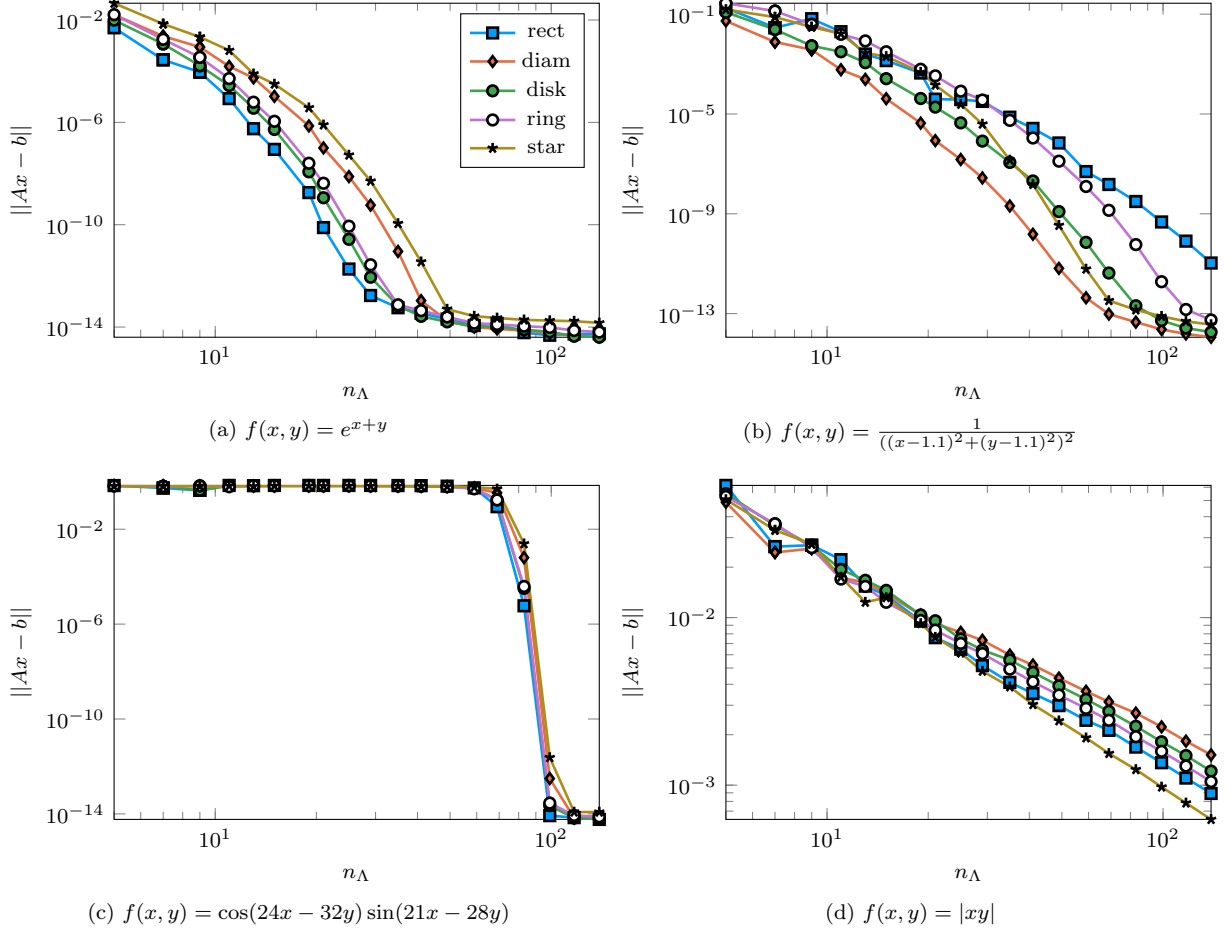 10^{-2}
10^{-6}
10^{-10}
10^{-14}
||Ax − b||
10^1
10^2
n_Λ
rect
diam
disk
ring
star
(a) f(x, y) = e^{x+y}
10^{-1}
10^{-5}
10^{-9}
10^{-13}
||Ax − b||
10^1
10^2
n_Λ
(b) f(x, y) = \frac{1}{((x−1.1)^2+(y−1.1)^2)^2}
10^{-2}
10^{-6}
10^{-10}
10^{-14}
||Ax − b||
10^1
10^2
n_Λ
(c) f(x, y) = cos(24x − 32y) sin(21x − 28y)
10^{-2}
10^{-3}
||Ax − b||
10^1
10^2
n_Λ
(d) f(x, y) = |xy|